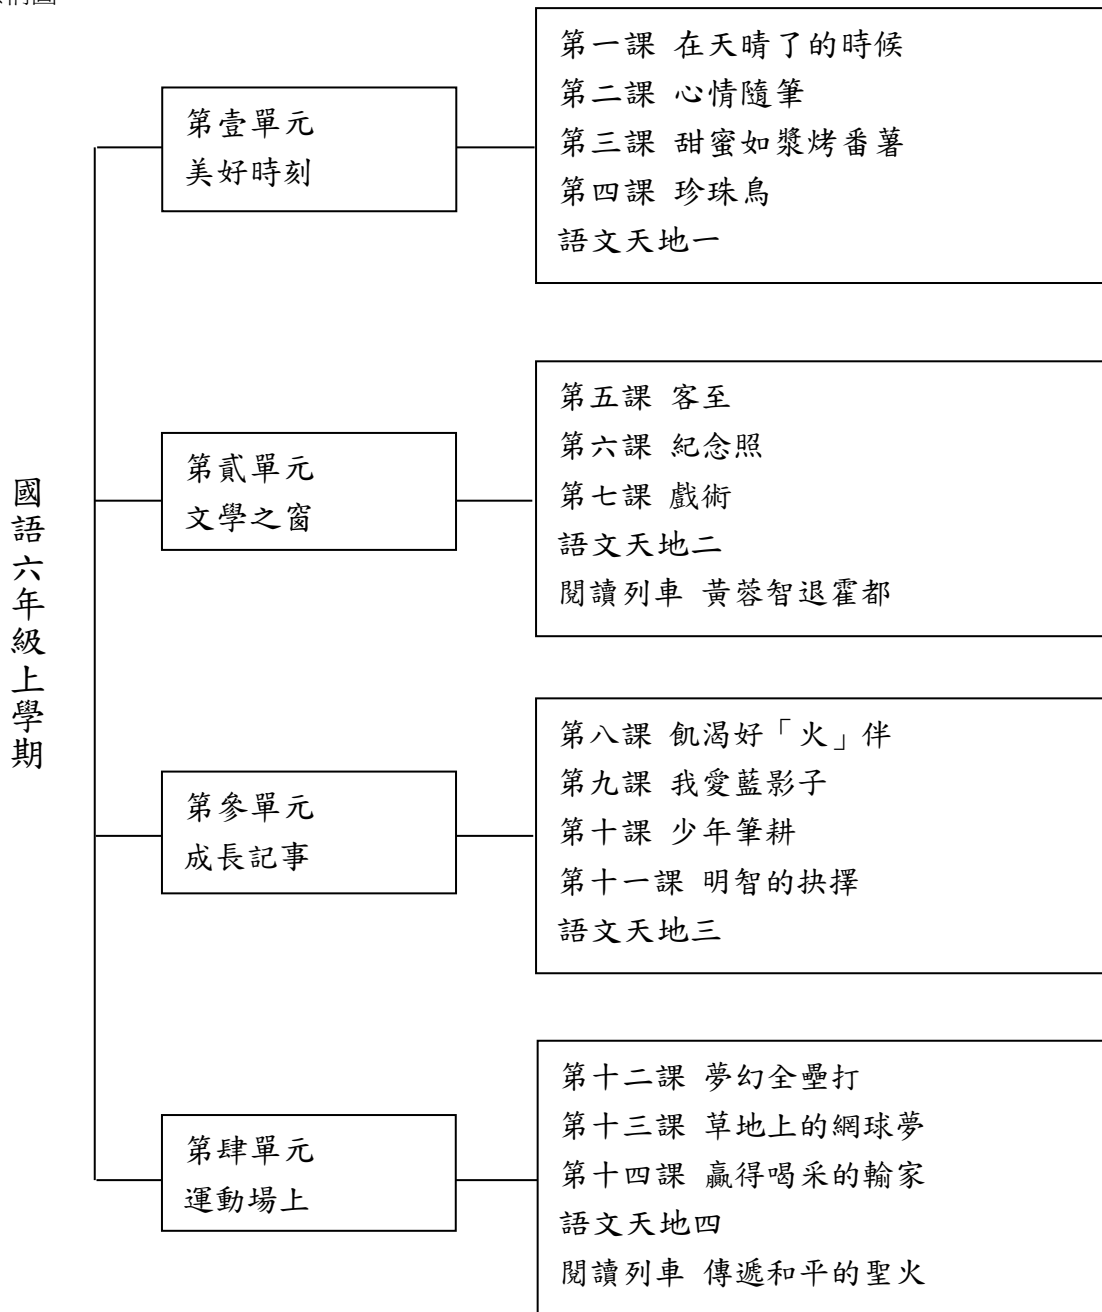 國語六年級上學期
第壹單元
美好時刻
第一課 在天晴了的時候
第二課 心情隨筆
第三課 甜蜜如漿烤番薯
第四課 珍珠鳥
語文天地一
第貳單元
文學之窗
第五課 客至
第六課 紀念照
第七課 戲術
語文天地二
閱讀列車 黃蓉智退霍都
第參單元
成長記事
第八課 飢渴好「火」伴
第九課 我愛藍影子
第十課 少年筆耕
第十一課 明智的抉擇
語文天地三
第肆單元
運動場上
第十二課 夢幻全壘打
第十三課 草地上的網球夢
第十四課 贏得喝采的輸家
語文天地四
閱讀列車 傳遞和平的聖火